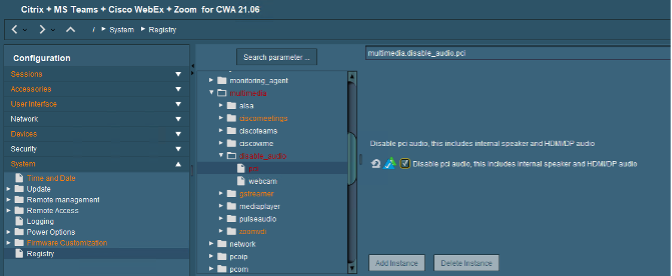 Citrix ✦ MS Teams ✦ Cisco WebEx ✦ Zoom for CWA 21.06
/ ▸ System ▸ Registry
Configuration
Sessions
Accessories
User Interface
Network
Devices
Security
System
Time and Date
Update
Remote management
Remote Access
Logging
Power Options
Firmware Customization
Registry
Search parameter ...
monitoring_agent
multimedia
alsa
ciscomeetings
ciscoteams
ciscovxme
disable_audio
pci
webcam
gstreamer
mediaplayer
pulseaudio
zoomvdi
network
pcoip
pcom
multimedia.disable_audio.pci
Disable pci audio, this includes internal speaker and HDMI/DP audio
Disable pci audio, this includes internal speaker and HDMI/DP audio
Add Instance
Delete Instance